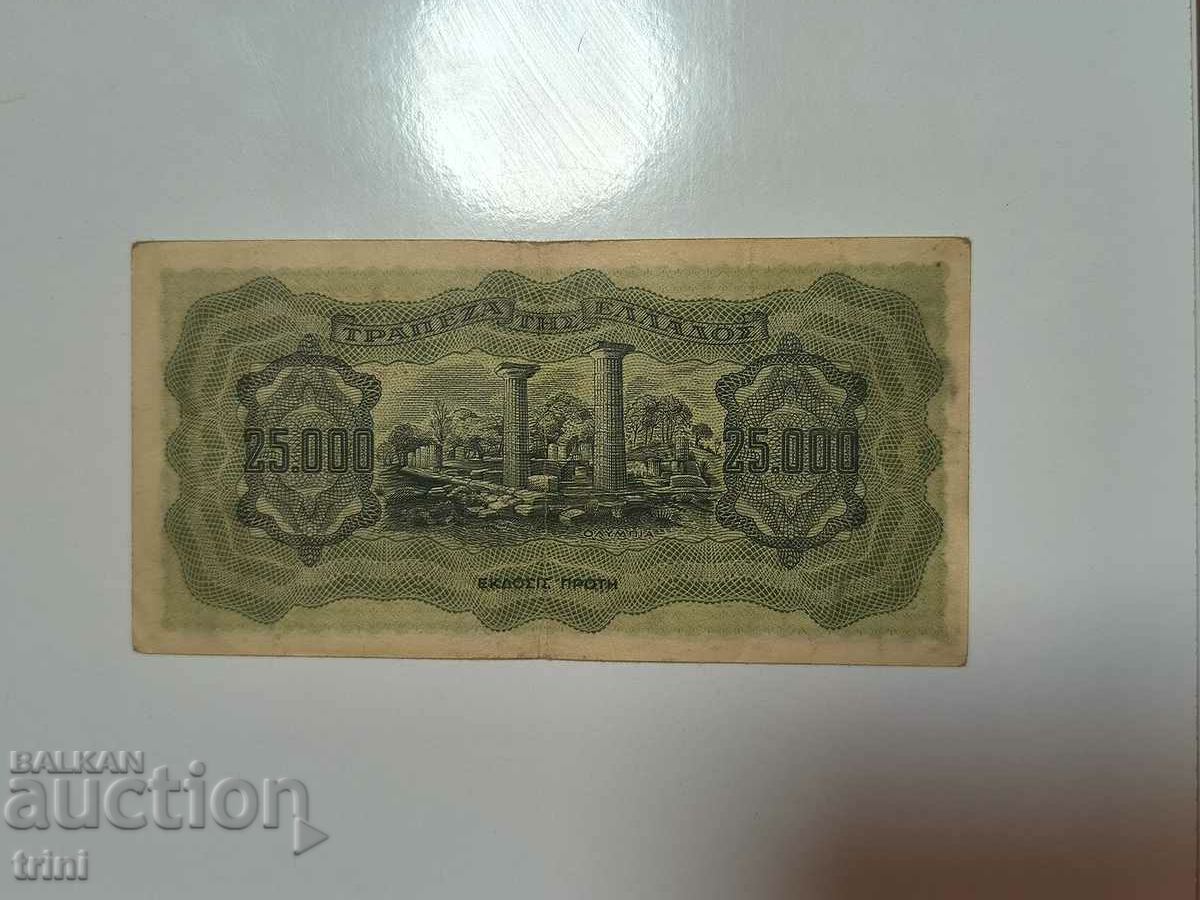 ΤΡΑΠΕΖΑ ΤΗΣ ΕΛΛΑΔΟΣ
25.000 25.000
ΟΛΥΜΠΙΑ
ΕΚΔΟΣΙΣ ΠΡΩΤΗ
BALKAN
auction
trini